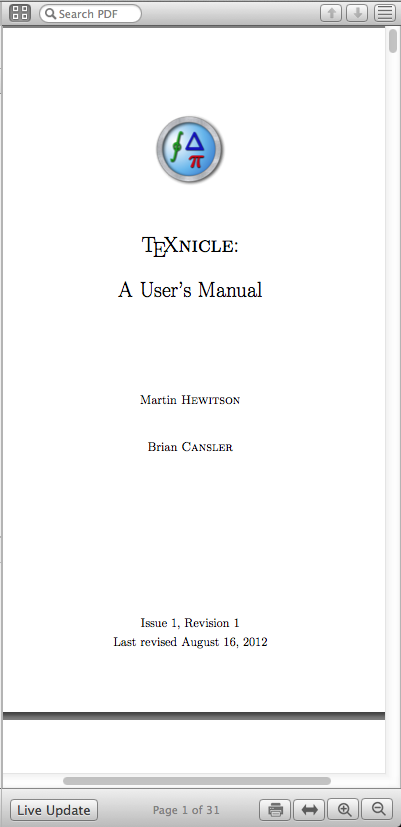 Search PDF
TEXNICLE:
A User's Manual
Martin HEWITSON
Brian CANSLER
Issue 1, Revision 1
Last revised August 16, 2012
Live Update
Page 1 of 31